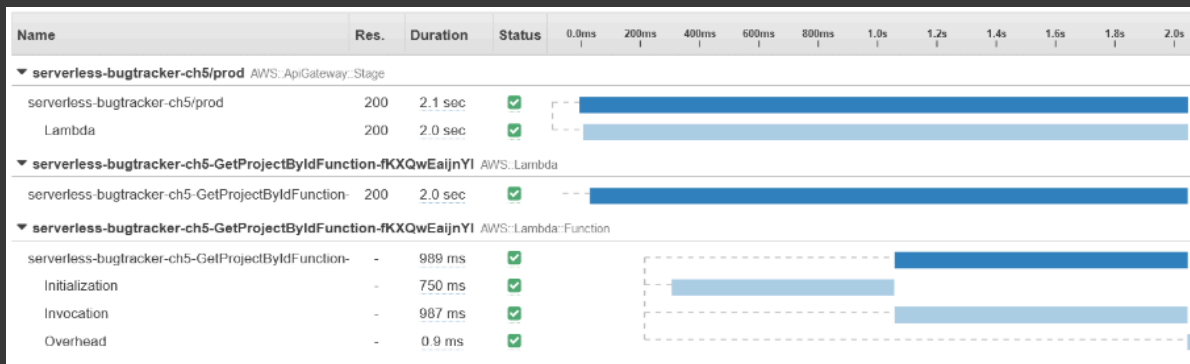 Name Res. Duration Status 0.0ms 200ms 400ms 600ms 800ms 1.0s 1.2s 1.4s 1.6s 1.8s 2.0s
serverless-bugtracker-ch5/prod AWS::ApiGateway::Stage
serverless-bugtracker-ch5/prod 200 2.1 sec
Lambda 200 2.0 sec
serverless-bugtracker-ch5-GetProjectByIdFunction-fKXQwEaijnYI AWS::Lambda
serverless-bugtracker-ch5-GetProjectByIdFunction- 200 2.0 sec
serverless-bugtracker-ch5-GetProjectByIdFunction-fKXQwEaijnYI AWS::Lambda::Function
serverless-bugtracker-ch5-GetProjectByIdFunction- - 989 ms
Initialization - 750 ms
Invocation - 987 ms
Overhead - 0.9 ms